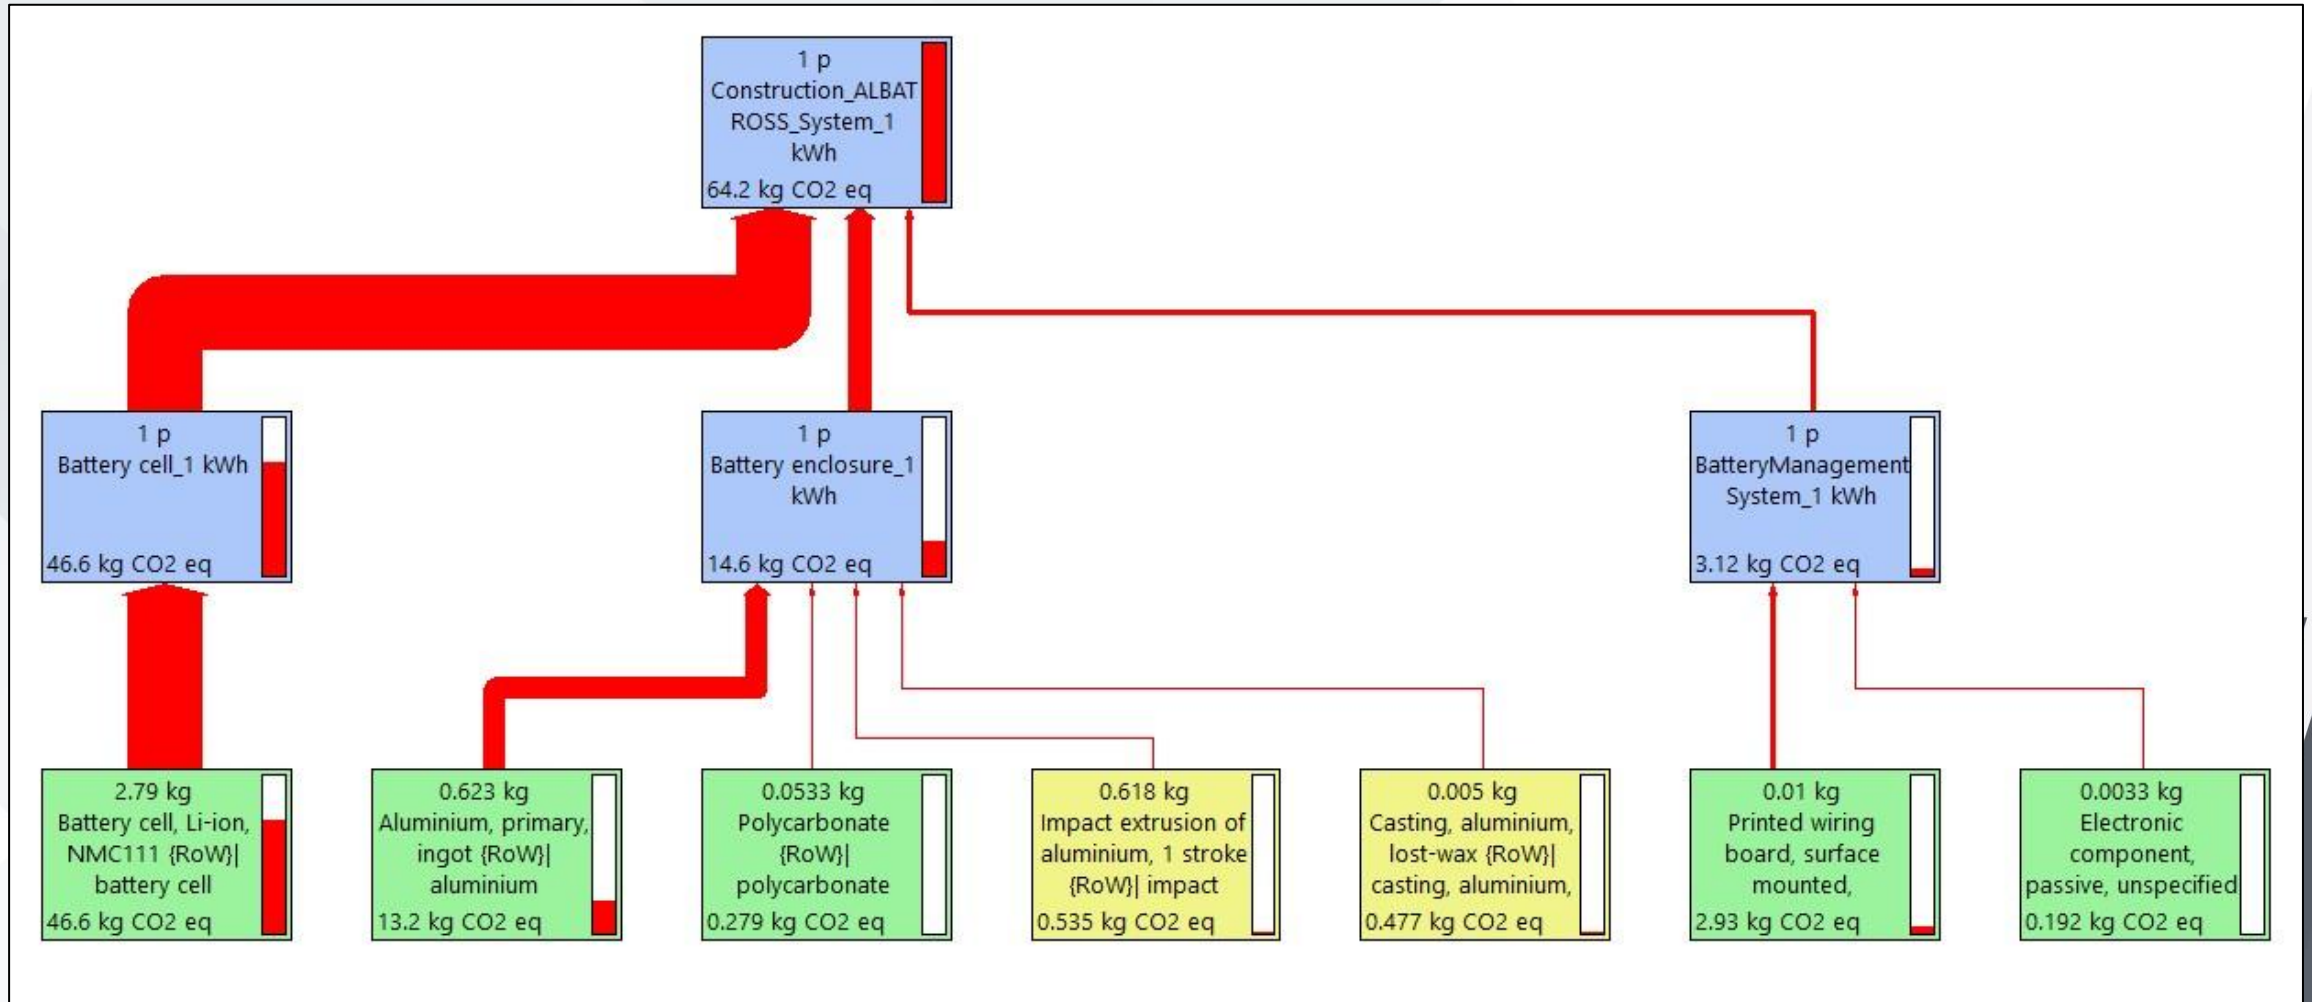 1 p
Construction_ALBAT
ROSS_System_1
kWh
64.2 kg CO2 eq
1 p
Battery cell_1 kWh
46.6 kg CO2 eq
1 p
Battery enclosure_1
kWh
14.6 kg CO2 eq
1 p
BatteryManagement
System_1 kWh
3.12 kg CO2 eq
2.79 kg
Battery cell, Li-ion,
NMC111 {RoW}|
battery cell
46.6 kg CO2 eq
0.623 kg
Aluminium, primary,
ingot {RoW}|
aluminium
13.2 kg CO2 eq
0.0533 kg
Polycarbonate
{RoW}|
polycarbonate
0.279 kg CO2 eq
0.618 kg
Impact extrusion of
aluminium, 1 stroke
{RoW}| impact
0.535 kg CO2 eq
0.005 kg
Casting, aluminium,
lost-wax {RoW}|
casting, aluminium,
0.477 kg CO2 eq
0.01 kg
Printed wiring
board, surface
mounted,
2.93 kg CO2 eq
0.0033 kg
Electronic
component,
passive, unspecified
0.192 kg CO2 eq